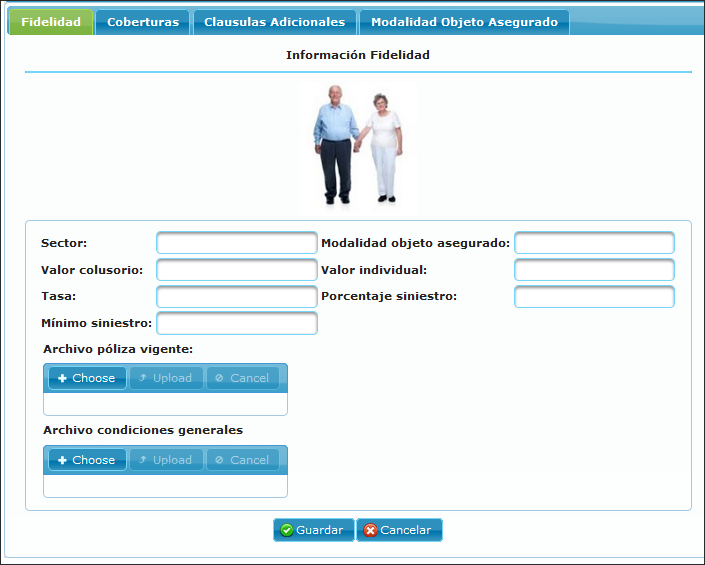 Fidelidad Coberturas Clausulas Adicionales Modalidad Objeto Asegurado
Información Fidelidad
Sector: Modalidad objeto asegurado:
Valor colusorio: Valor individual:
Tasa: Porcentaje siniestro:
Mínimo siniestro:
Archivo póliza vigente:
Choose Upload Cancel
Archivo condiciones generales
Choose Upload Cancel
Guardar Cancelar